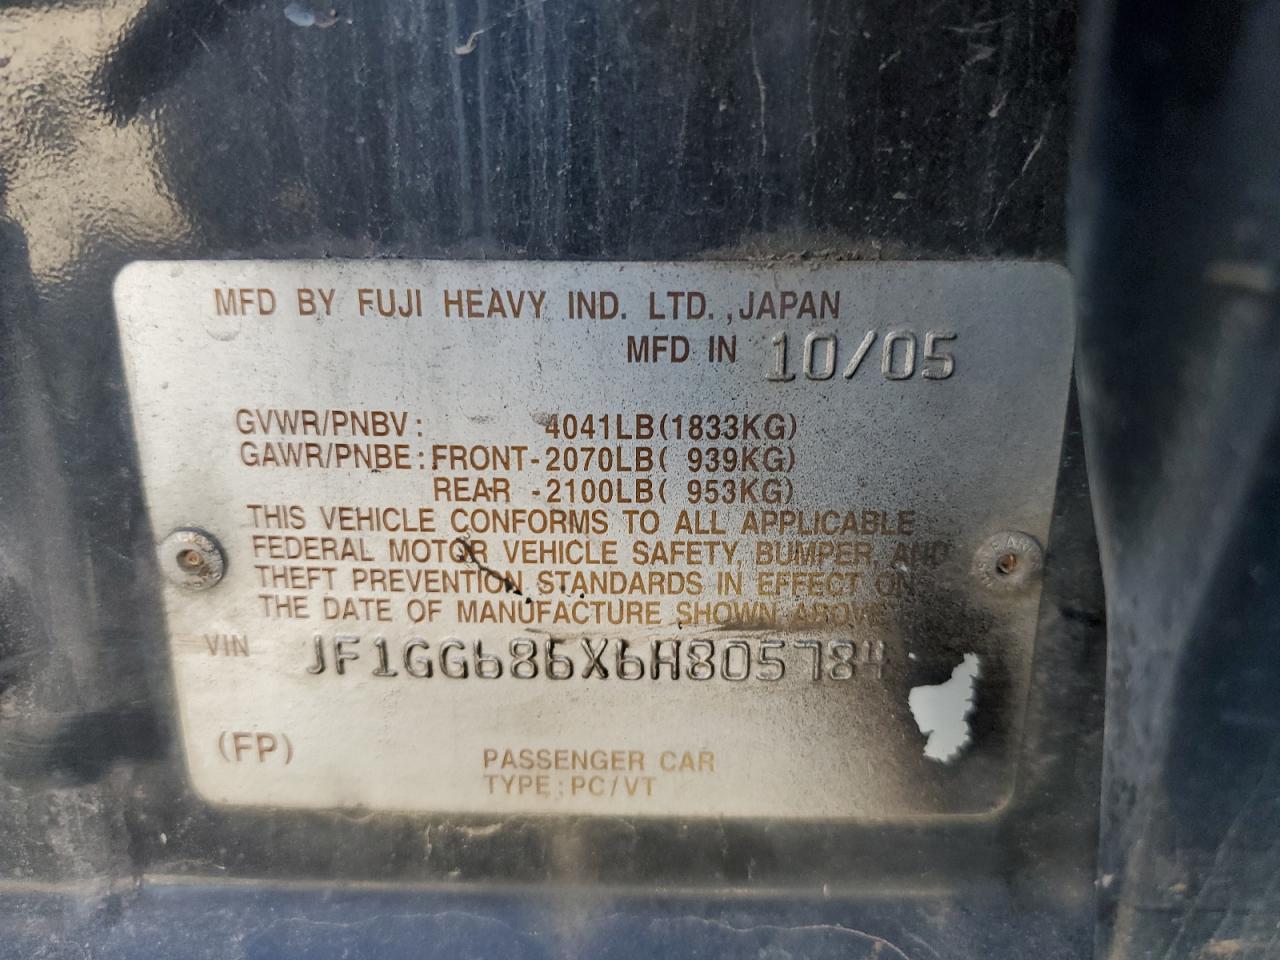 MFD BY FUJI HEAVY IND. LTD.,JAPAN
MFD IN 10/05
GVWR/PNBV: 4041LB(1833KG)
GAWR/PNBE:FRONT-2070LB( 939KG)
REAR -2100LB( 953KG)
THIS VEHICLE CONFORMS TO ALL APPLICABLE
FEDERAL MOTOR VEHICLE SAFETY, BUMPER, AND
THEFT PREVENTION STANDARDS IN EFFECT ON
THE DATE OF MANUFACTURE SHOWN ABOVE
VIN JF1GG686X6H805784
(FP)
PASSENGER CAR
TYPE:PC/VT